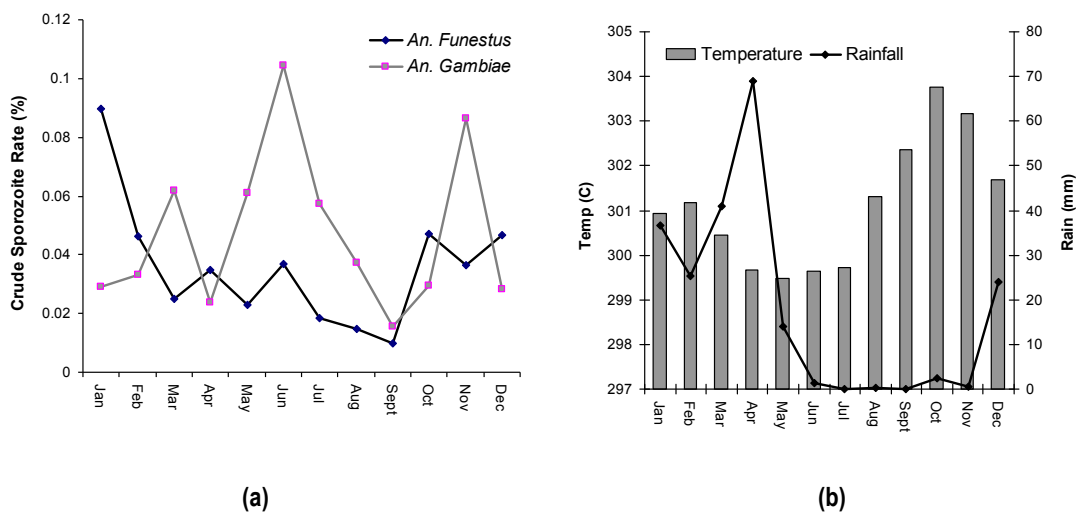 0.12
0.1
0.08
0.06
0.04
0.02
0
Crude Sporozoite Rate (%)
An. Funestus
An. Gambiae
Jan Feb Mar Apr May Jun Jul Aug Sept Oct Nov Dec
(a)
305
304
303
302
301
300
299
298
297
Temp (C)
Temperature Rainfall
80
70
60
50
40
30
20
10
0
Rain (mm)
Jan Feb Mar Apr May Jun Jul Aug Sept Oct Nov Dec
(b)